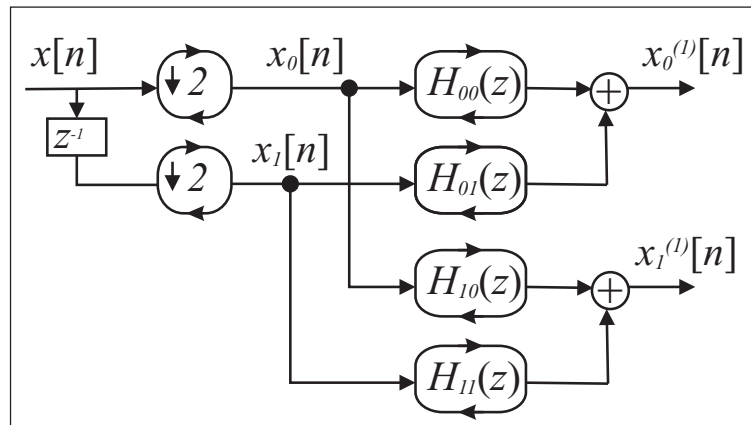 x[n]
↓2
x₀[n]
H₀₀(z)
+
x₀⁽¹⁾[n]
z⁻¹
↓2
x₁[n]
H₀₁(z)
H₁₀(z)
+
x₁⁽¹⁾[n]
H₁₁(z)